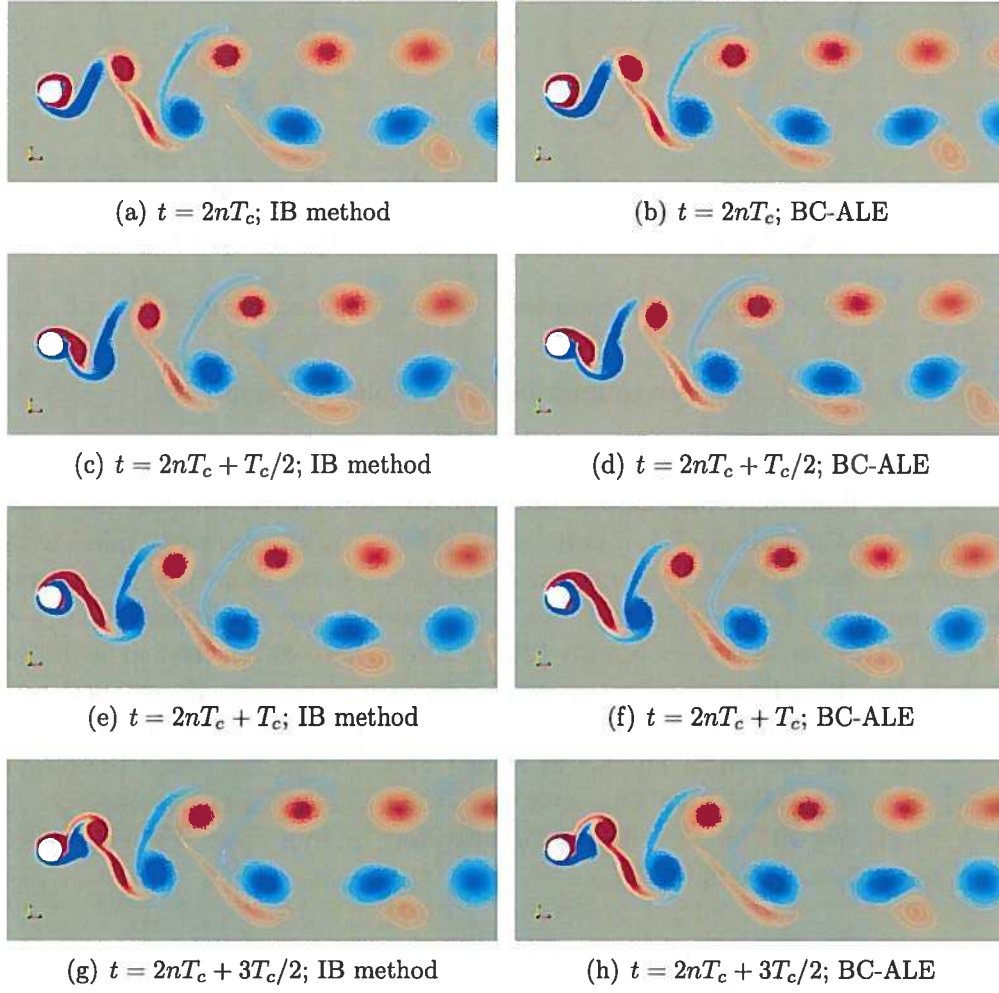 (a) t = 2nT_c; IB method
(b) t = 2nT_c; BC-ALE
(c) t = 2nT_c + T_c/2; IB method
(d) t = 2nT_c + T_c/2; BC-ALE
(e) t = 2nT_c + T_c; IB method
(f) t = 2nT_c + T_c; BC-ALE
(g) t = 2nT_c + 3T_c/2; IB method
(h) t = 2nT_c + 3T_c/2; BC-ALE